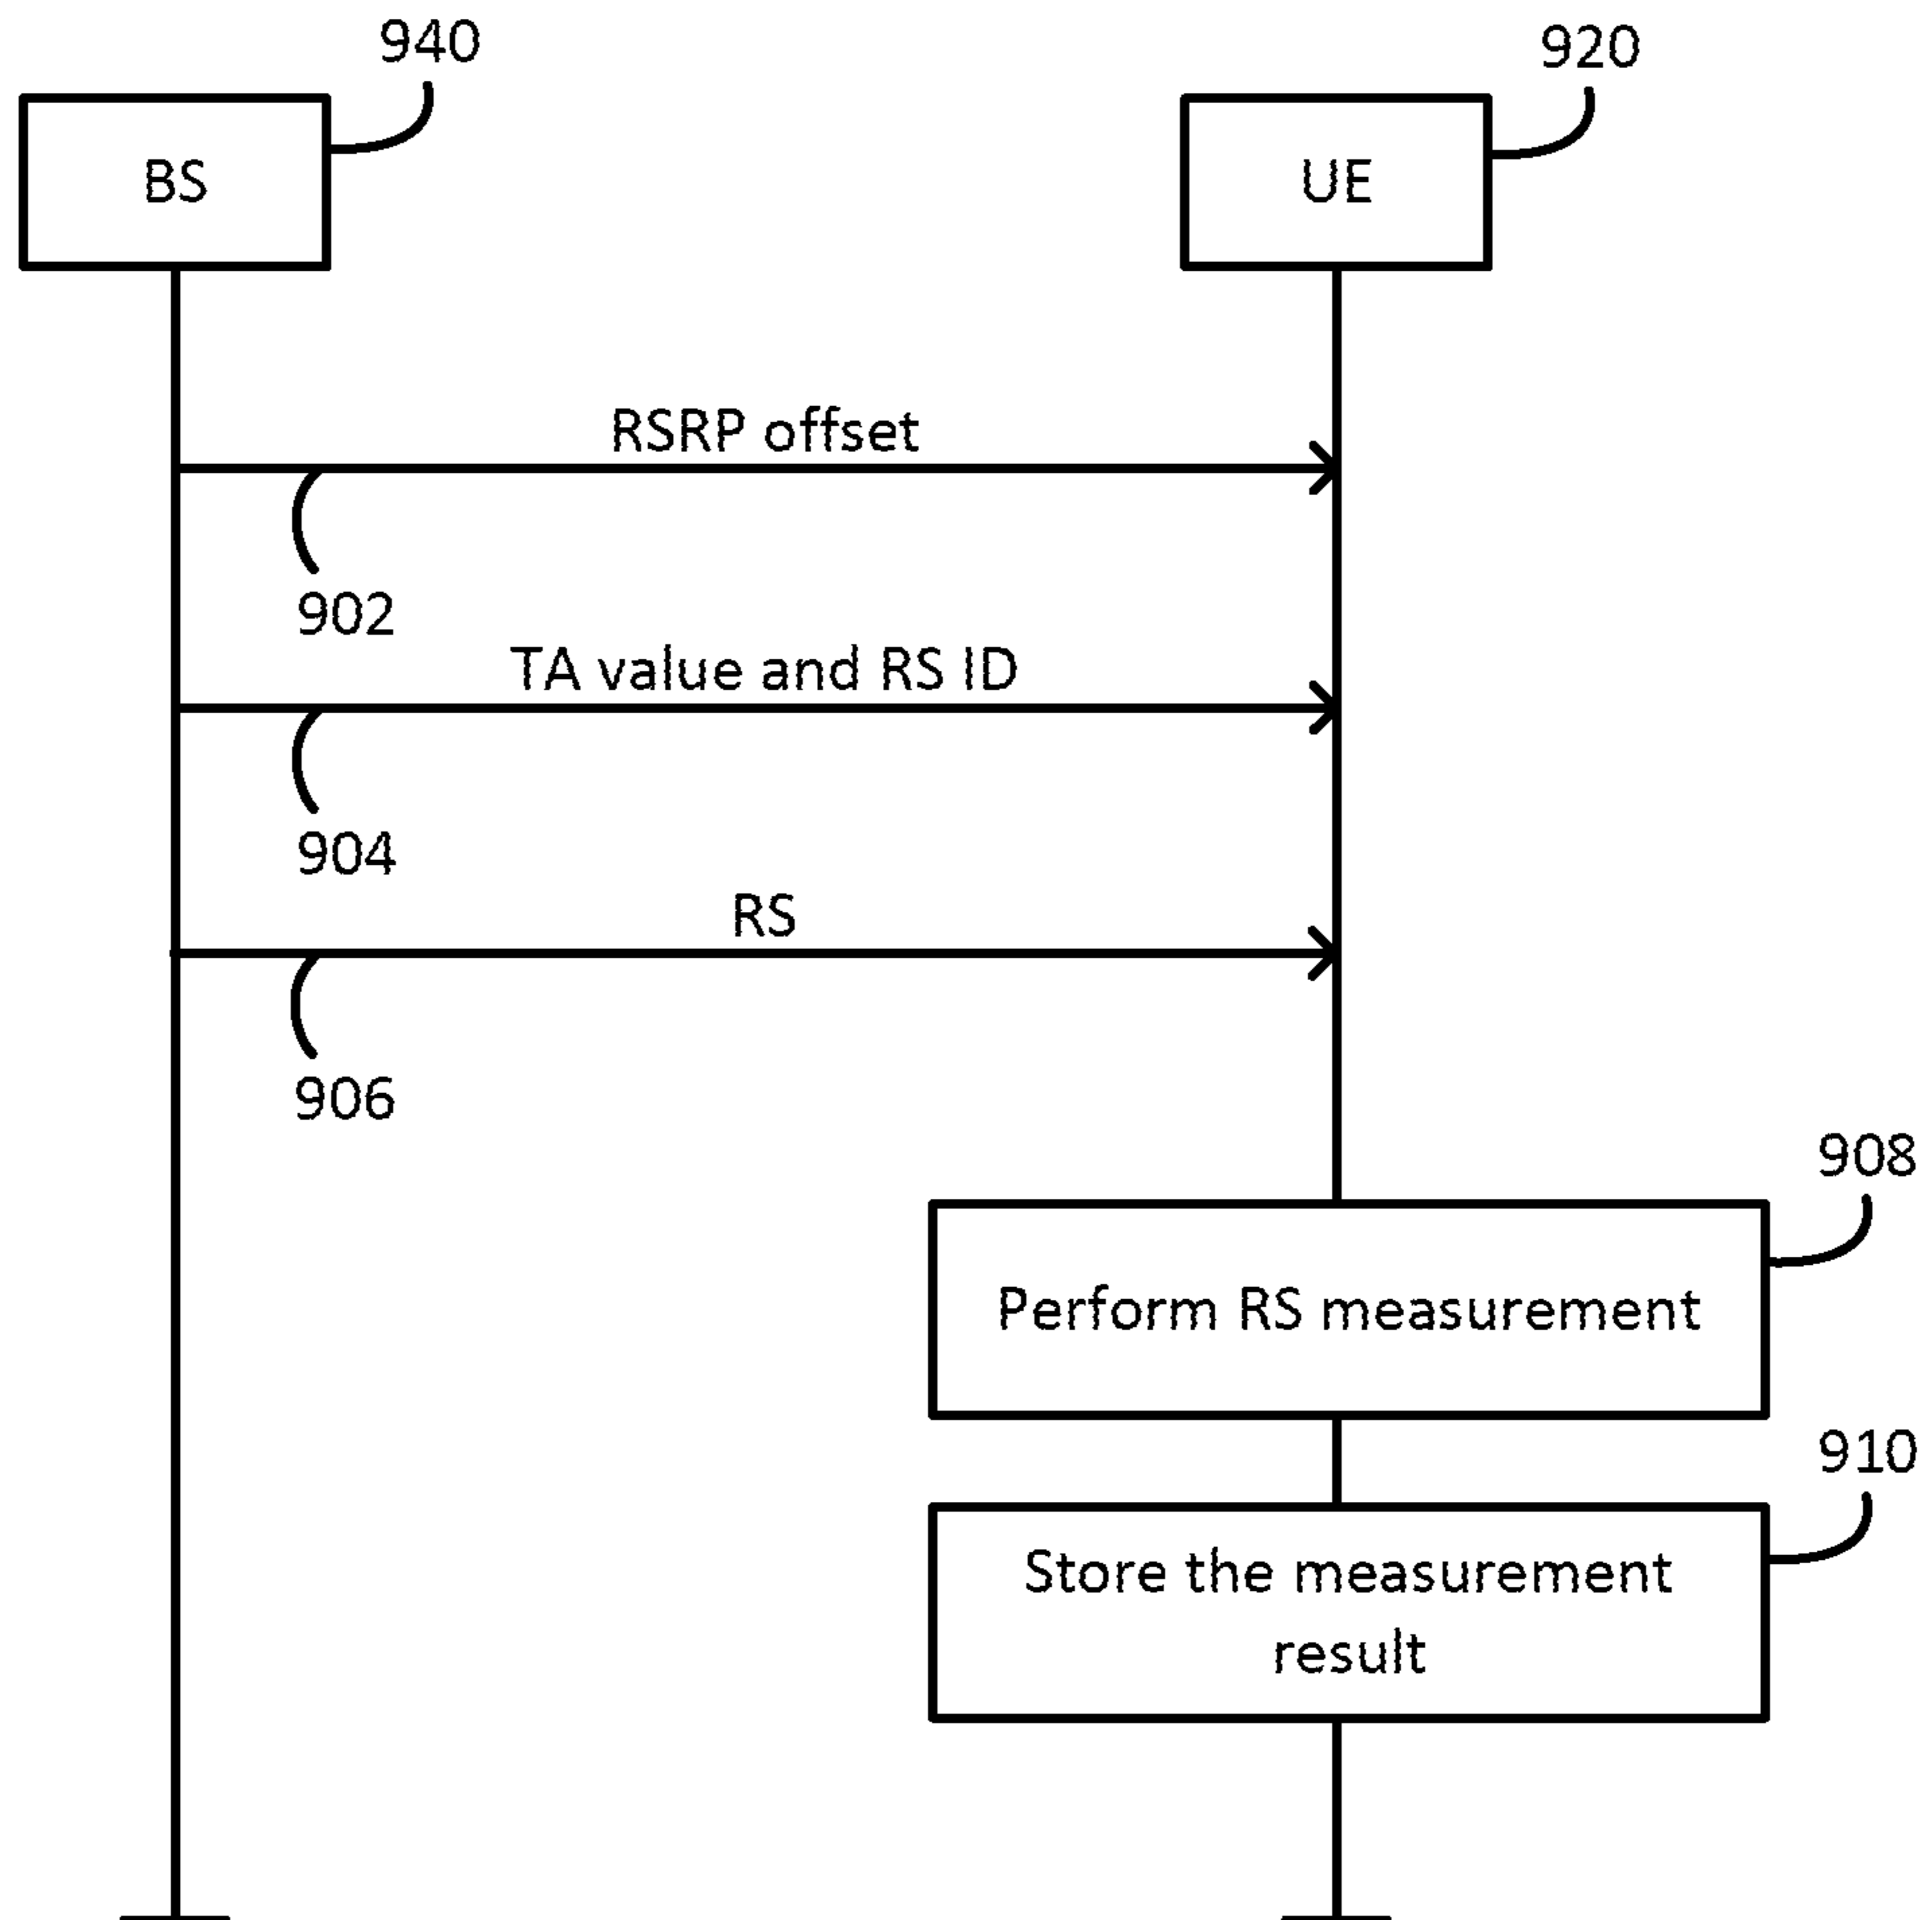 940
920
BS
UE
RSRP offset
902
TA value and RS ID
904
RS
906
908
Perform RS measurement
910
Store the measurement
result